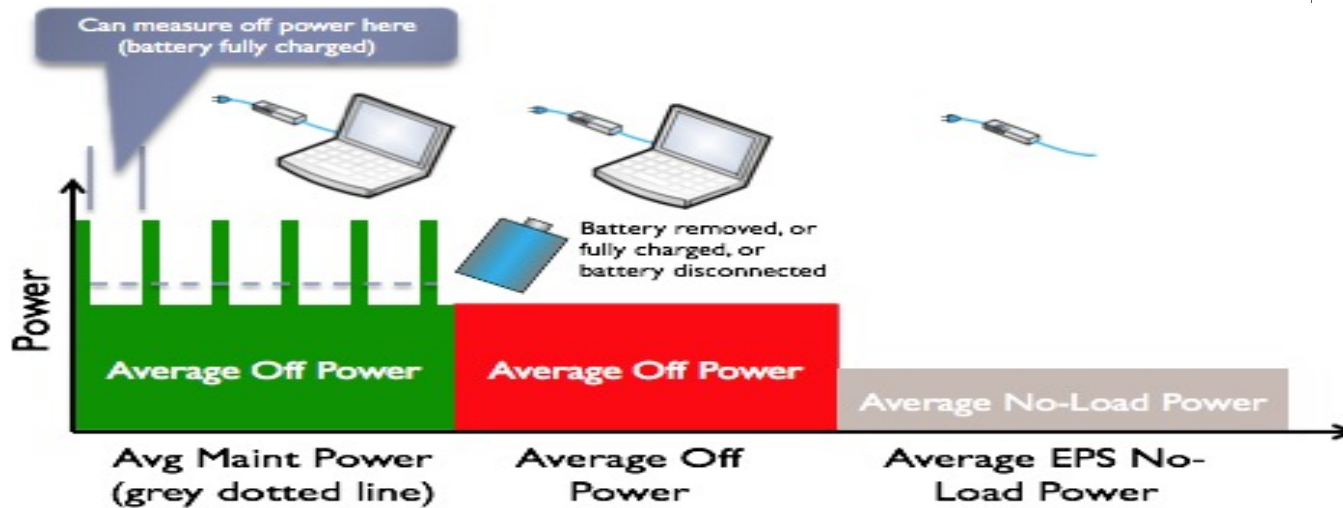 Can measure off power here
(battery fully charged)
Battery removed, or
fully charged, or
battery disconnected
Power
Average Off Power
Average Off Power
Average No-Load Power
Avg Maint Power
(grey dotted line)
Average Off
Power
Average EPS No-
Load Power